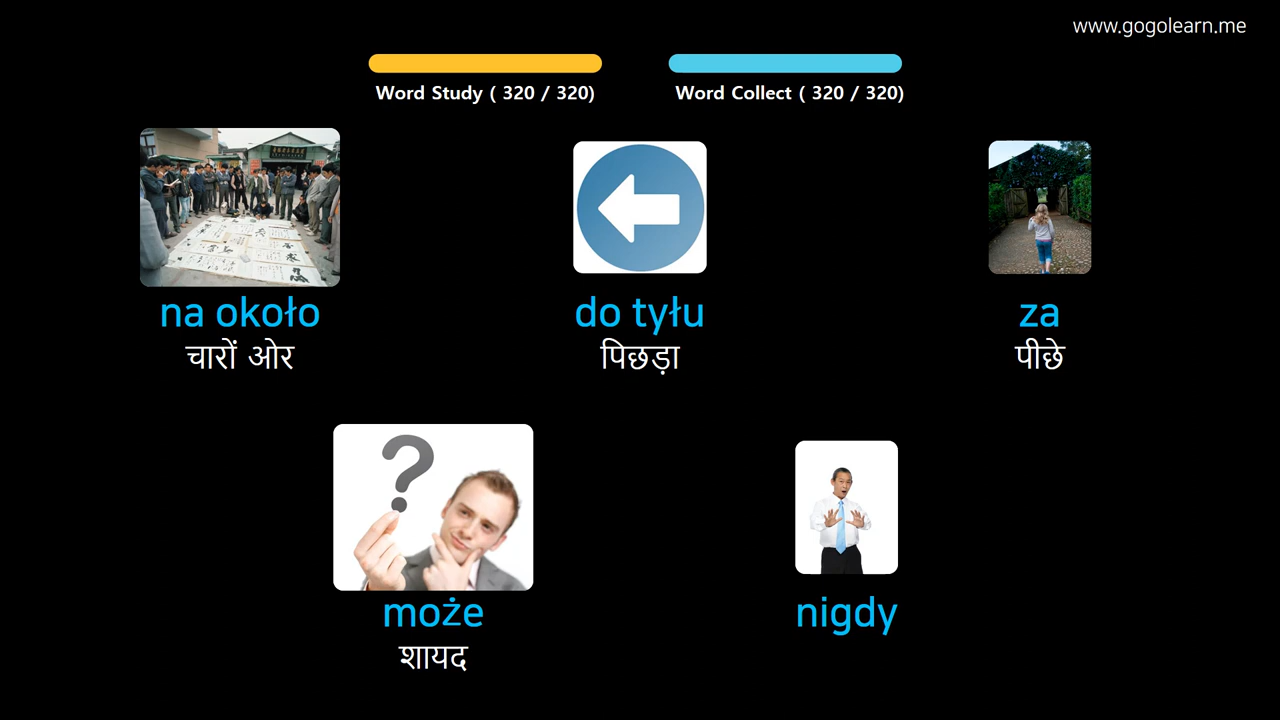 www.gogolearn.me
Word Study ( 320 / 320)
Word Collect ( 320 / 320)
na około
चारों ओर
do tyłu
पिछड़ा
za
पीछे
może
शायद
nigdy